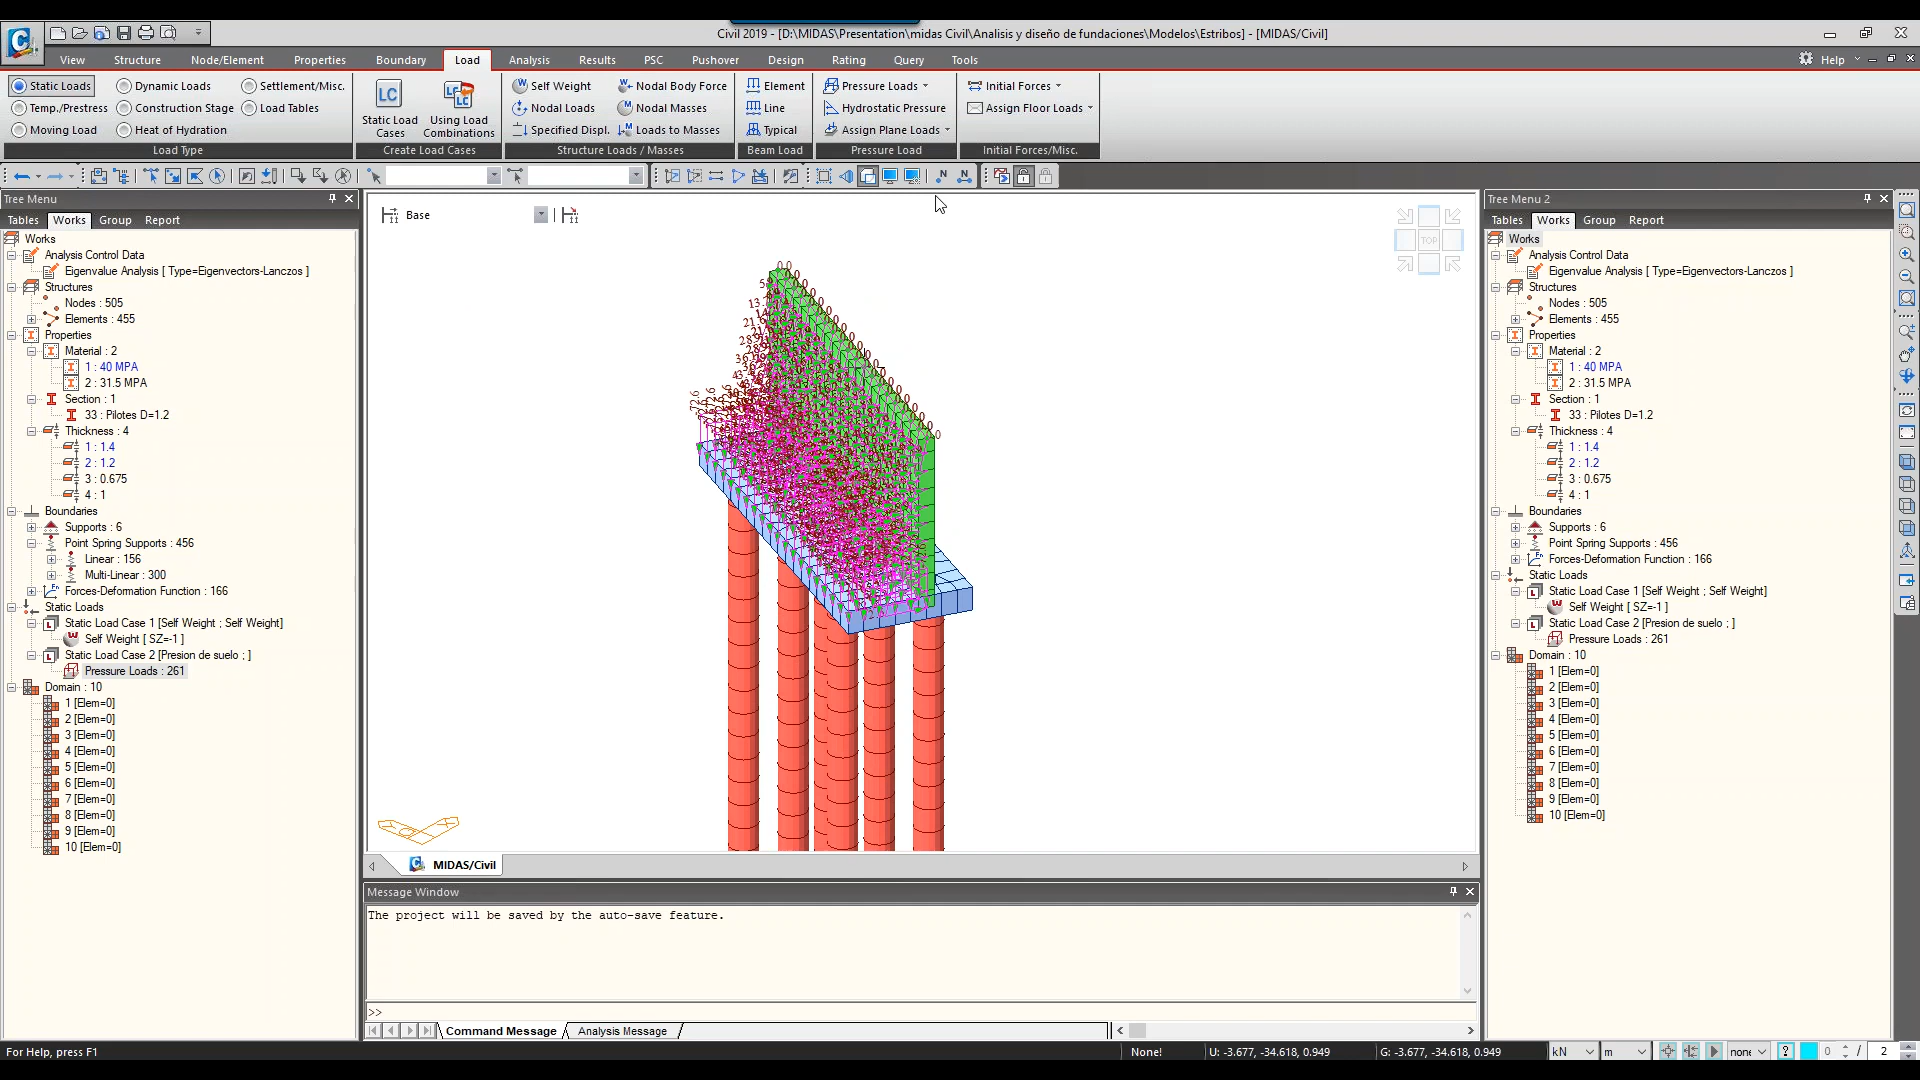 Civil 2019 - [D:\MIDAS\Presentation\midas Civil\Analisis y diseño de fundaciones\Modelos\Estribos] - [MIDAS/Civil]
View Structure Node/Element Properties Boundary Load Analysis Results PSC Pushover Design Rating Query Tools Help
Static Loads Dynamic Loads Settlement/Misc.
Temp./Prestress Construction Stage Load Tables
Moving Load Heat of Hydration
Load Type
LC
Static Load Cases
LC LC
Using Load Combinations
Create Load Cases
Self Weight Nodal Body Force
Nodal Loads Nodal Masses
Specified Displ. Loads to Masses
Structure Loads / Masses
Element
Line
Typical
Beam Load
Pressure Loads
Hydrostatic Pressure
Assign Plane Loads
Pressure Load
Initial Forces
Assign Floor Loads
Initial Forces/Misc.
Tree Menu
Tables Works Group Report
Works
Analysis Control Data
Eigenvalue Analysis [ Type=Eigenvectors-Lanczos ]
Structures
Nodes : 505
Elements : 455
Properties
Material : 2
1 : 40 MPA
2 : 31.5 MPA
Section : 1
33 : Pilotes D=1.2
Thickness : 4
1 : 1.4
2 : 1.2
3 : 0.675
4 : 1
Boundaries
Supports : 6
Point Spring Supports : 456
Linear : 156
Multi-Linear : 300
Forces-Deformation Function : 166
Static Loads
Static Load Case 1 [Self Weight ; Self Weight]
Self Weight [ SZ=-1 ]
Static Load Case 2 [Presion de suelo ; ]
Pressure Loads : 261
Domain : 10
1 [Elem=0]
2 [Elem=0]
3 [Elem=0]
4 [Elem=0]
5 [Elem=0]
6 [Elem=0]
7 [Elem=0]
8 [Elem=0]
9 [Elem=0]
10 [Elem=0]
Base
TOP
MIDAS/Civil
Message Window
The project will be saved by the auto-save feature.
>>
Command Message Analysis Message
Tree Menu 2
Tables Works Group Report
Works
Analysis Control Data
Eigenvalue Analysis [ Type=Eigenvectors-Lanczos ]
Structures
Nodes : 505
Elements : 455
Properties
Material : 2
1 : 40 MPA
2 : 31.5 MPA
Section : 1
33 : Pilotes D=1.2
Thickness : 4
1 : 1.4
2 : 1.2
3 : 0.675
4 : 1
Boundaries
Supports : 6
Point Spring Supports : 456
Forces-Deformation Function : 166
Static Loads
Static Load Case 1 [Self Weight ; Self Weight]
Self Weight [ SZ=-1 ]
Static Load Case 2 [Presion de suelo ; ]
Pressure Loads : 261
Domain : 10
1 [Elem=0]
2 [Elem=0]
3 [Elem=0]
4 [Elem=0]
5 [Elem=0]
6 [Elem=0]
7 [Elem=0]
8 [Elem=0]
9 [Elem=0]
10 [Elem=0]
For Help, press F1
None! U: -3.677, -34.618, 0.949 G: -3.677, -34.618, 0.949 kN m none ? 0 / 2